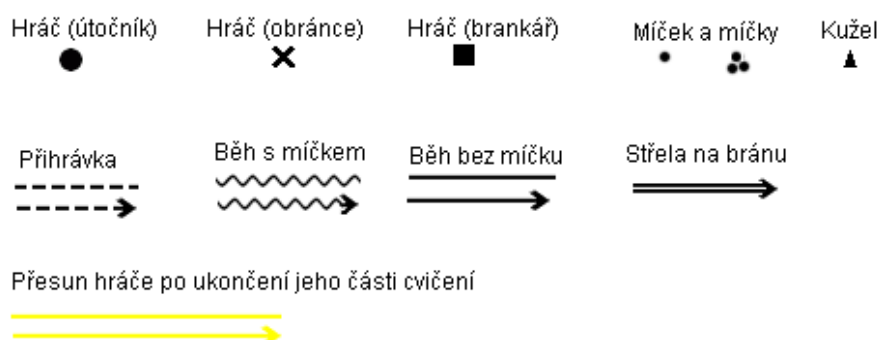 Hráč (útočník) Hráč (obránce) Hráč (brankář) Míček a míčky Kužel
Přihrávka Běh s míčkem Běh bez míčku Střela na bránu
Přesun hráče po ukončení jeho části cvičení